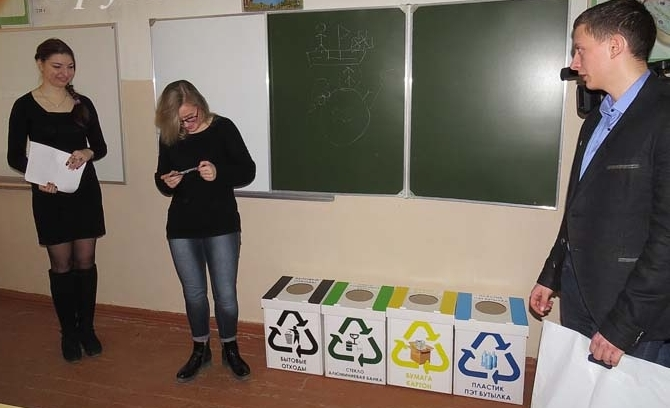 БЫТОВЫЕ
ОТХОДЫ
СТЕКЛО
АЛЮМИНИЕВАЯ БАНКА
БУМАГА
КАРТОН
ПЛАСТИК
ПЭТ БУТЫЛКА